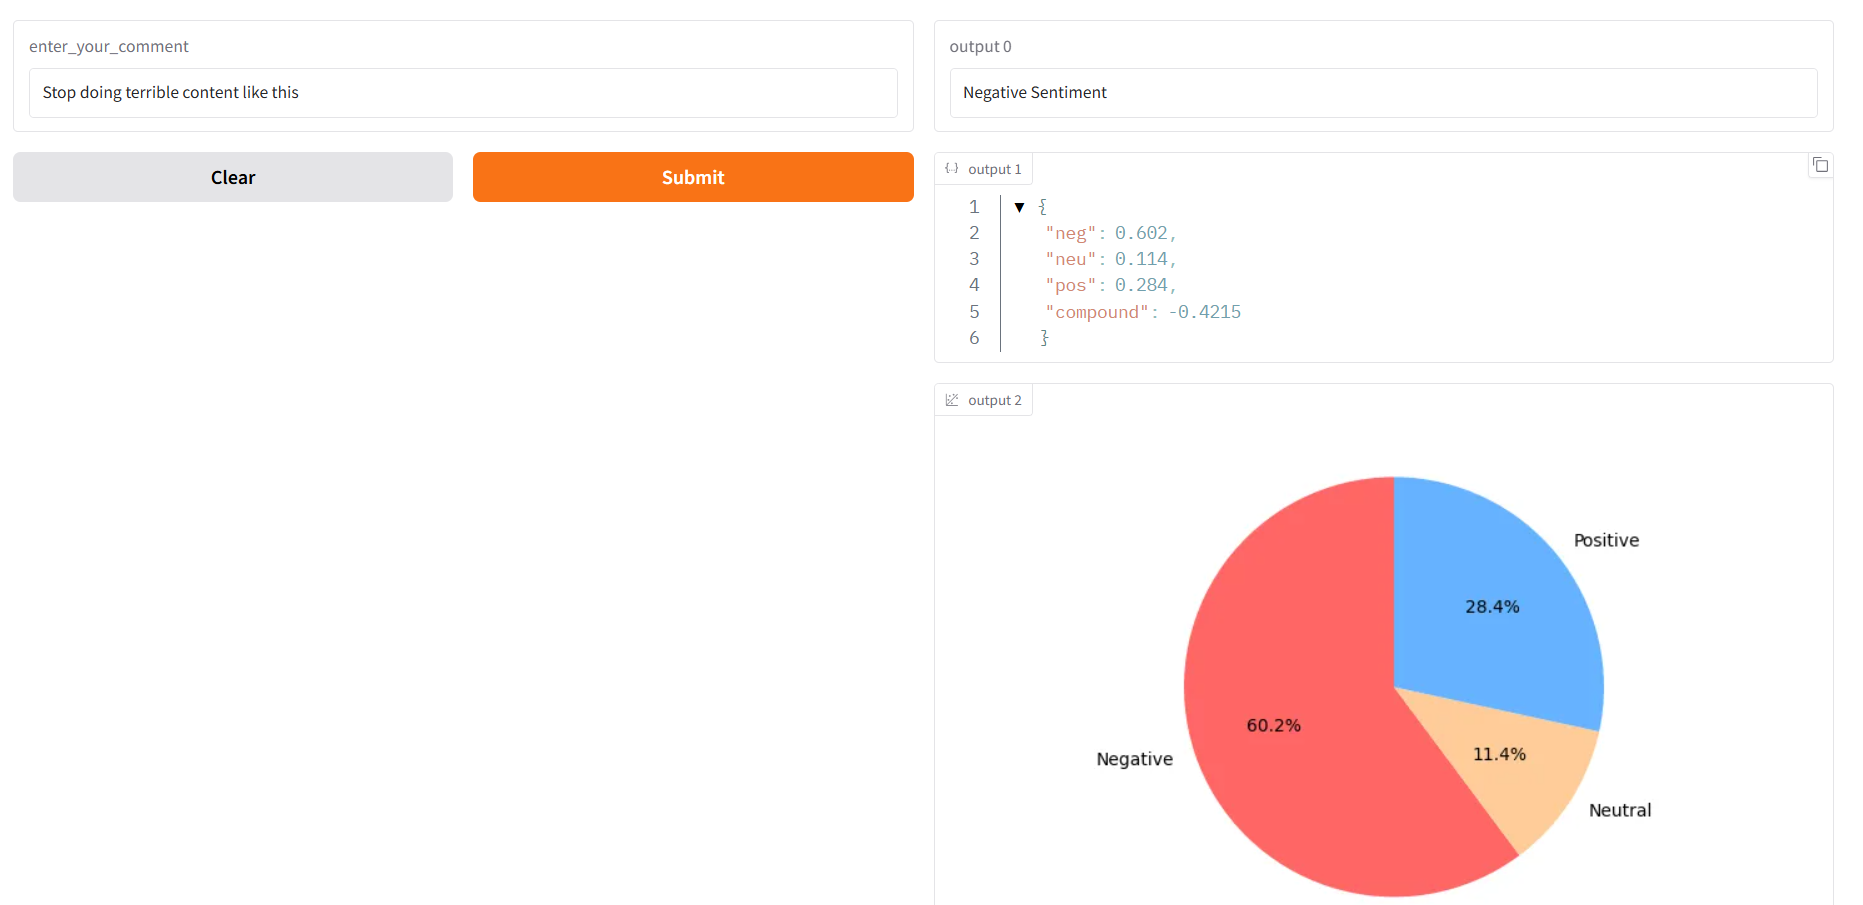 enter_your_comment
Stop doing terrible content like this
Clear
Submit
output 0
Negative Sentiment
output 1
1 {
2 "neg": 0.602,
3 "neu": 0.114,
4 "pos": 0.284,
5 "compound": -0.4215
6 }
output 2
Positive
28.4%
60.2%
11.4%
Negative
Neutral